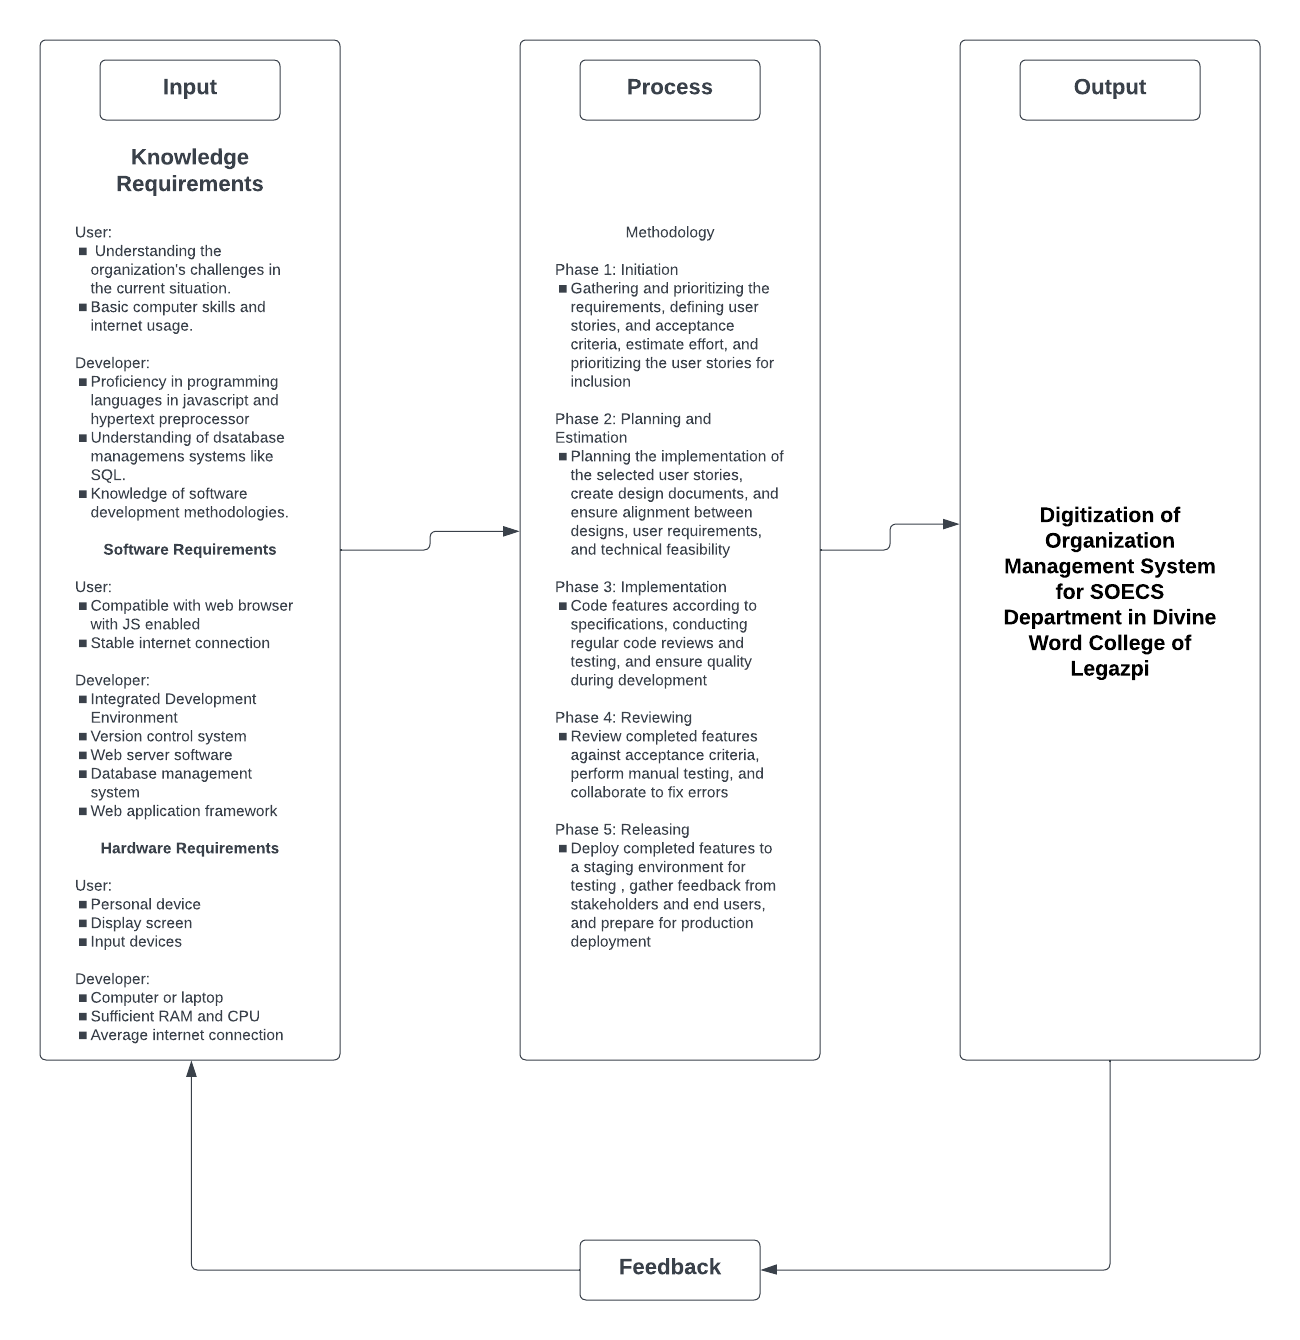 Input
Knowledge
Requirements
User:
■ Understanding the
organization's challenges in
the current situation.
■ Basic computer skills and
internet usage.
Developer:
■ Proficiency in programming
languages in javascript and
hypertext preprocessor
■ Understanding of dsatabase
managemens systems like
SQL.
■ Knowledge of software
development methodologies.
Software Requirements
User:
■ Compatible with web browser
with JS enabled
■ Stable internet connection
Developer:
■ Integrated Development
Environment
■ Version control system
■ Web server software
■ Database management
system
■ Web application framework
Hardware Requirements
User:
■ Personal device
■ Display screen
■ Input devices
Developer:
■ Computer or laptop
■ Sufficient RAM and CPU
■ Average internet connection
Process
Methodology
Phase 1: Initiation
■ Gathering and prioritizing the
requirements, defining user
stories, and acceptance
criteria, estimate effort, and
prioritizing the user stories for
inclusion
Phase 2: Planning and
Estimation
■ Planning the implementation of
the selected user stories,
create design documents, and
ensure alignment between
designs, user requirements,
and technical feasibility
Phase 3: Implementation
■ Code features according to
specifications, conducting
regular code reviews and
testing, and ensure quality
during development
Phase 4: Reviewing
■ Review completed features
against acceptance criteria,
perform manual testing, and
collaborate to fix errors
Phase 5: Releasing
■ Deploy completed features to
a staging environment for
testing , gather feedback from
stakeholders and end users,
and prepare for production
deployment
Output
Digitization of
Organization
Management System
for SOECS
Department in Divine
Word College of
Legazpi
Feedback